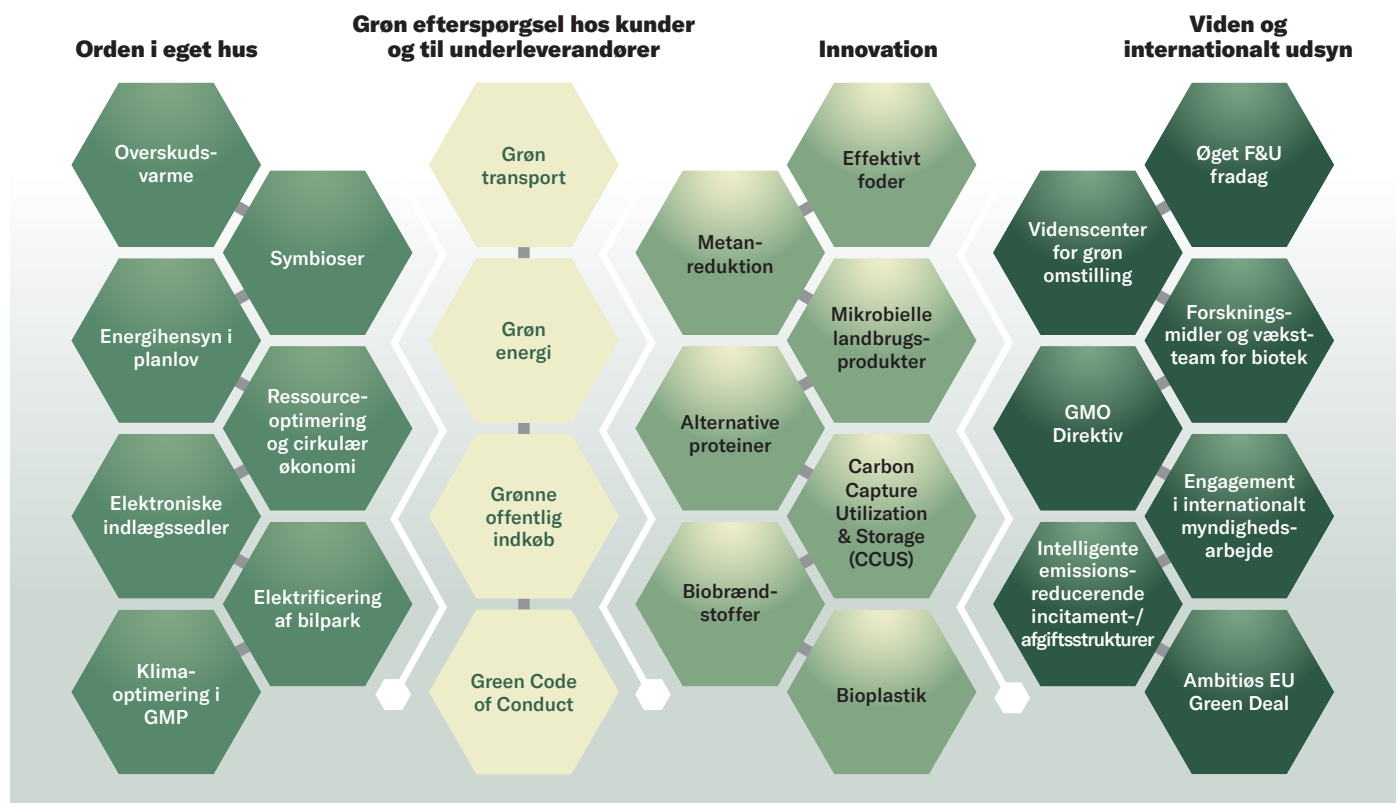 Orden i eget hus
Grøn efterspørgsel hos kunder
og til underleverandører
Innovation
Viden og
internationalt udsyn
Overskuds-
varme
Symbioser
Energihensyn i
planlov
Ressource-
optimering
og cirkulær
økonomi
Elektroniske
indlægssedler
Elektrificering
af bilpark
Klima-
optimering i
GMP
Grøn
transport
Grøn
energi
Grønne
offentlig
indkøb
Green Code
of Conduct
Effektivt
foder
Metan-
reduktion
Mikrobielle
landbrugs-
produkter
Alternative
proteiner
Carbon
Capture
Utilization
& Storage
(CCUS)
Biobrænd-
stoffer
Bioplastik
Øget F&U
fradag
Videnscenter
for grøn
omstilling
Forsknings-
midler og vækst-
team for biotek
GMO
Direktiv
Engagement
i internationalt
myndigheds-
arbejde
Intelligente
emissions-
reducerende
incitament-/
afgiftsstrukturer
Ambitiøs EU
Green Deal